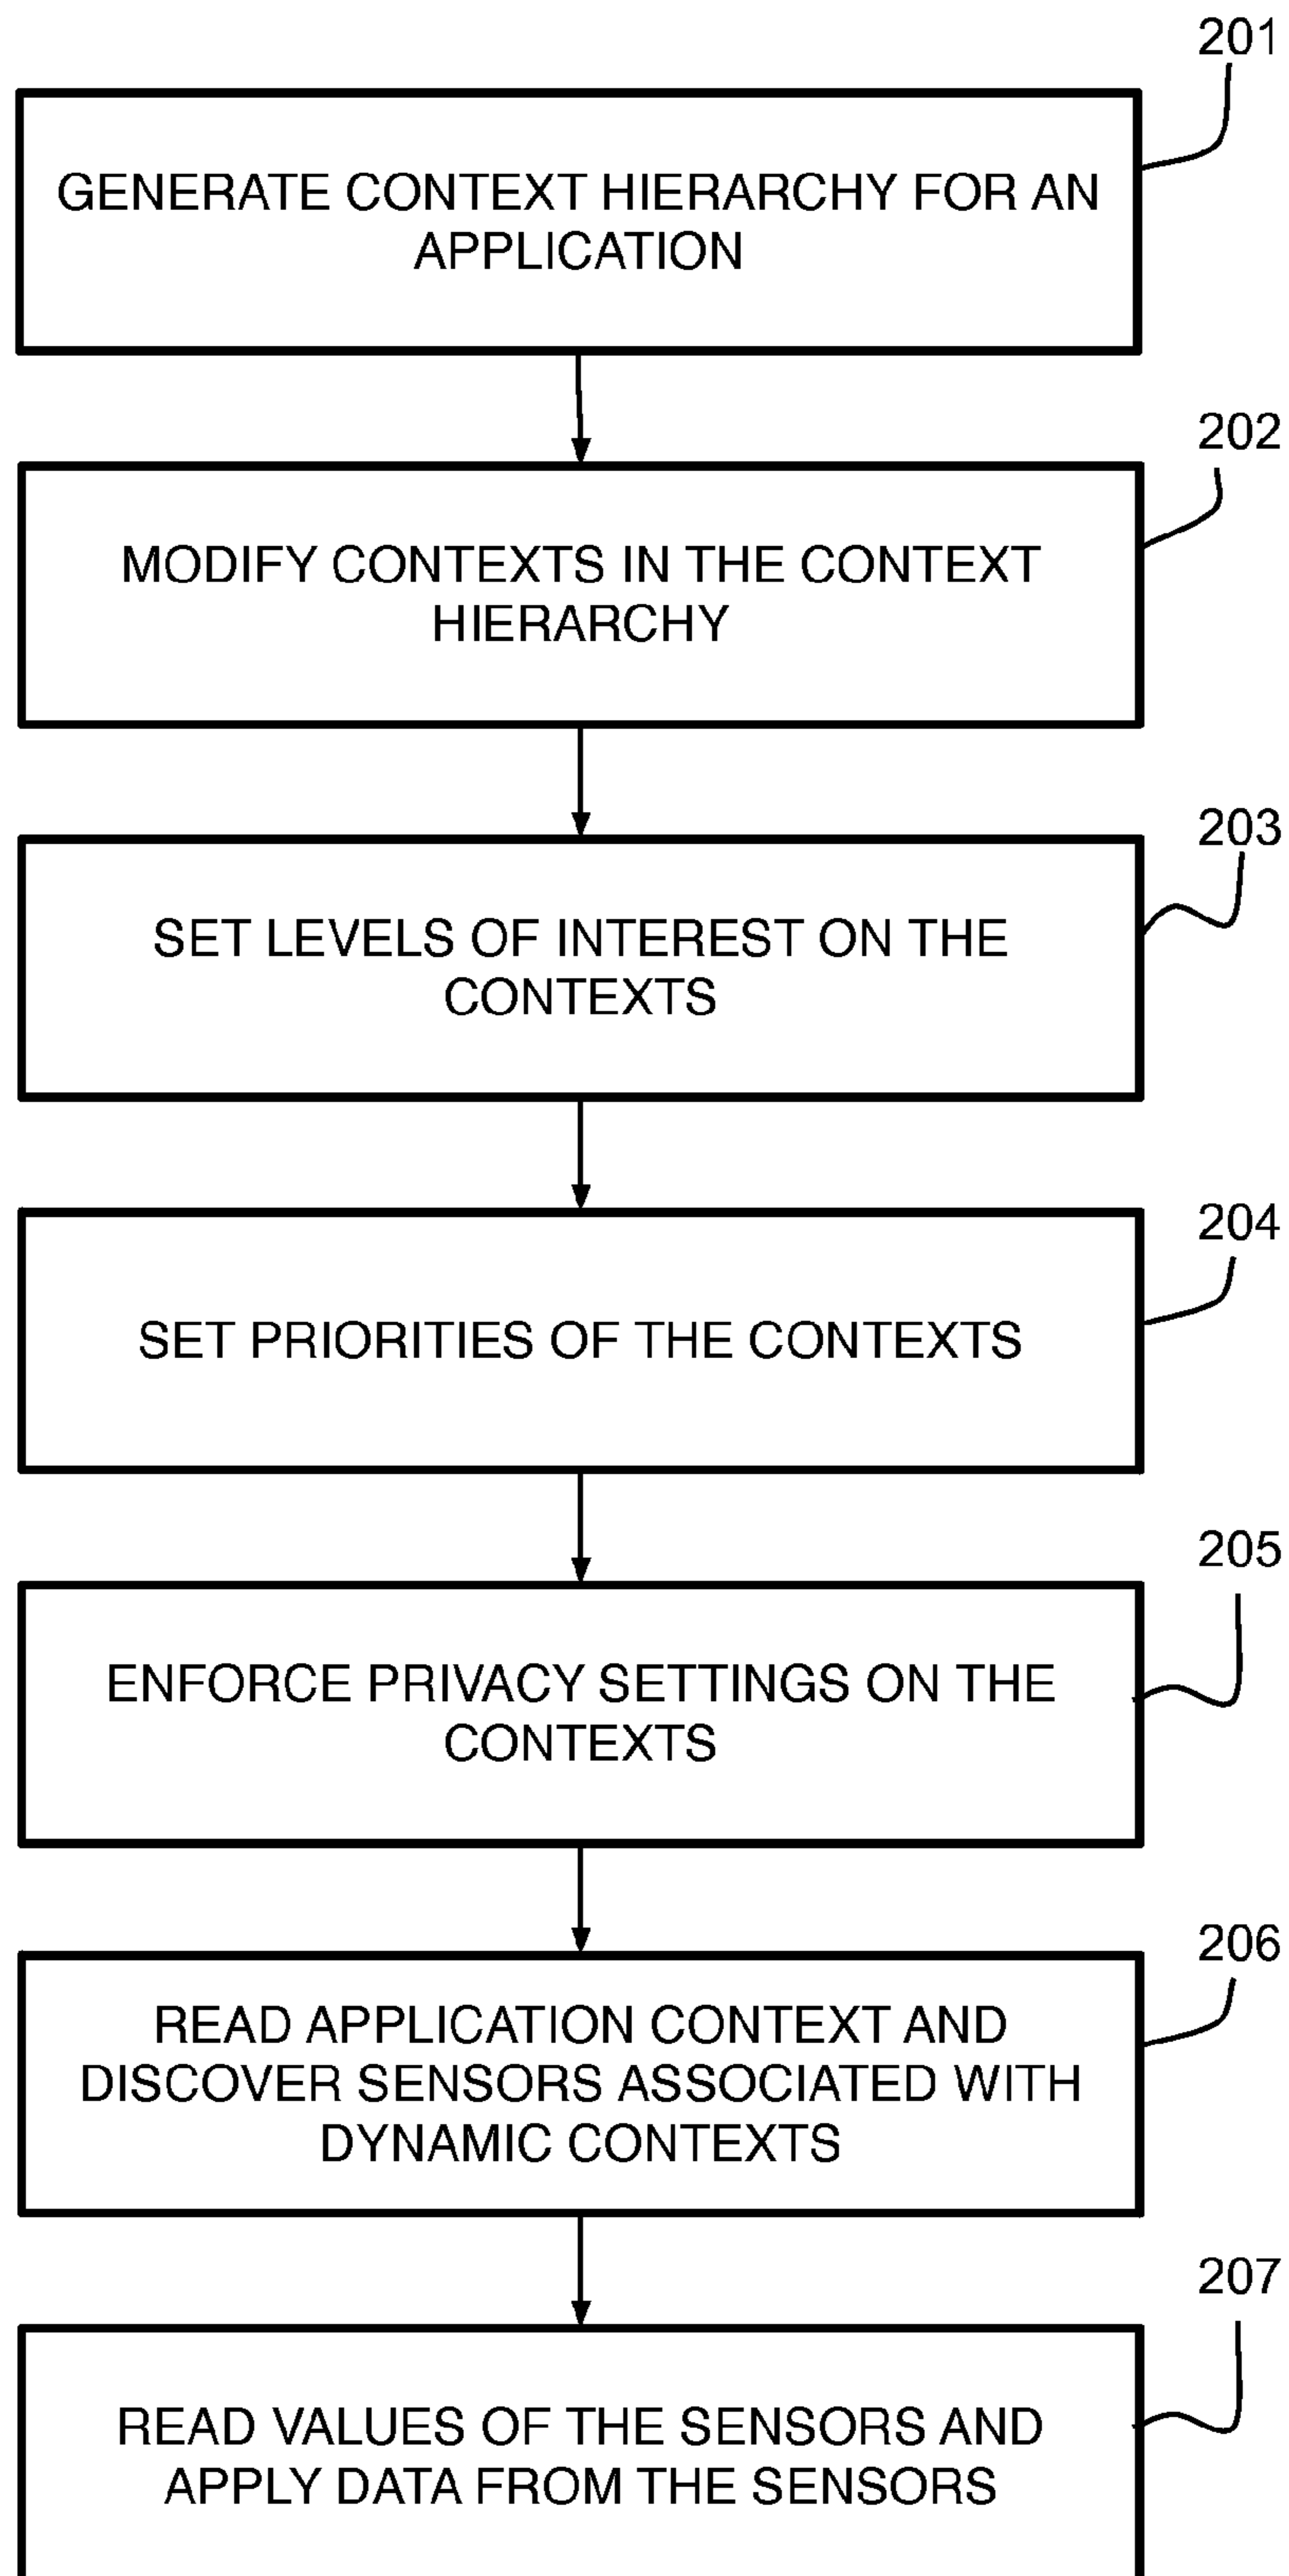 201
GENERATE CONTEXT HIERARCHY FOR AN
APPLICATION
202
MODIFY CONTEXTS IN THE CONTEXT
HIERARCHY
203
SET LEVELS OF INTEREST ON THE
CONTEXTS
204
SET PRIORITIES OF THE CONTEXTS
205
ENFORCE PRIVACY SETTINGS ON THE
CONTEXTS
206
READ APPLICATION CONTEXT AND
DISCOVER SENSORS ASSOCIATED WITH
DYNAMIC CONTEXTS
207
READ VALUES OF THE SENSORS AND
APPLY DATA FROM THE SENSORS